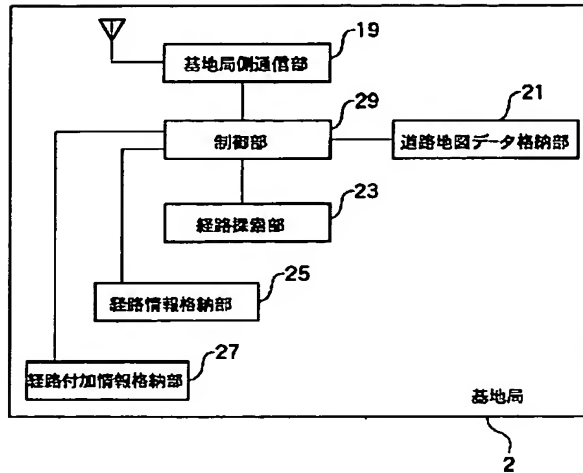 19
基地局側通信部
29
21
制御部
道路地図データ格納部
23
経路探索部
25
経路情報格納部
27
経路付加情報格納部
基地局
2